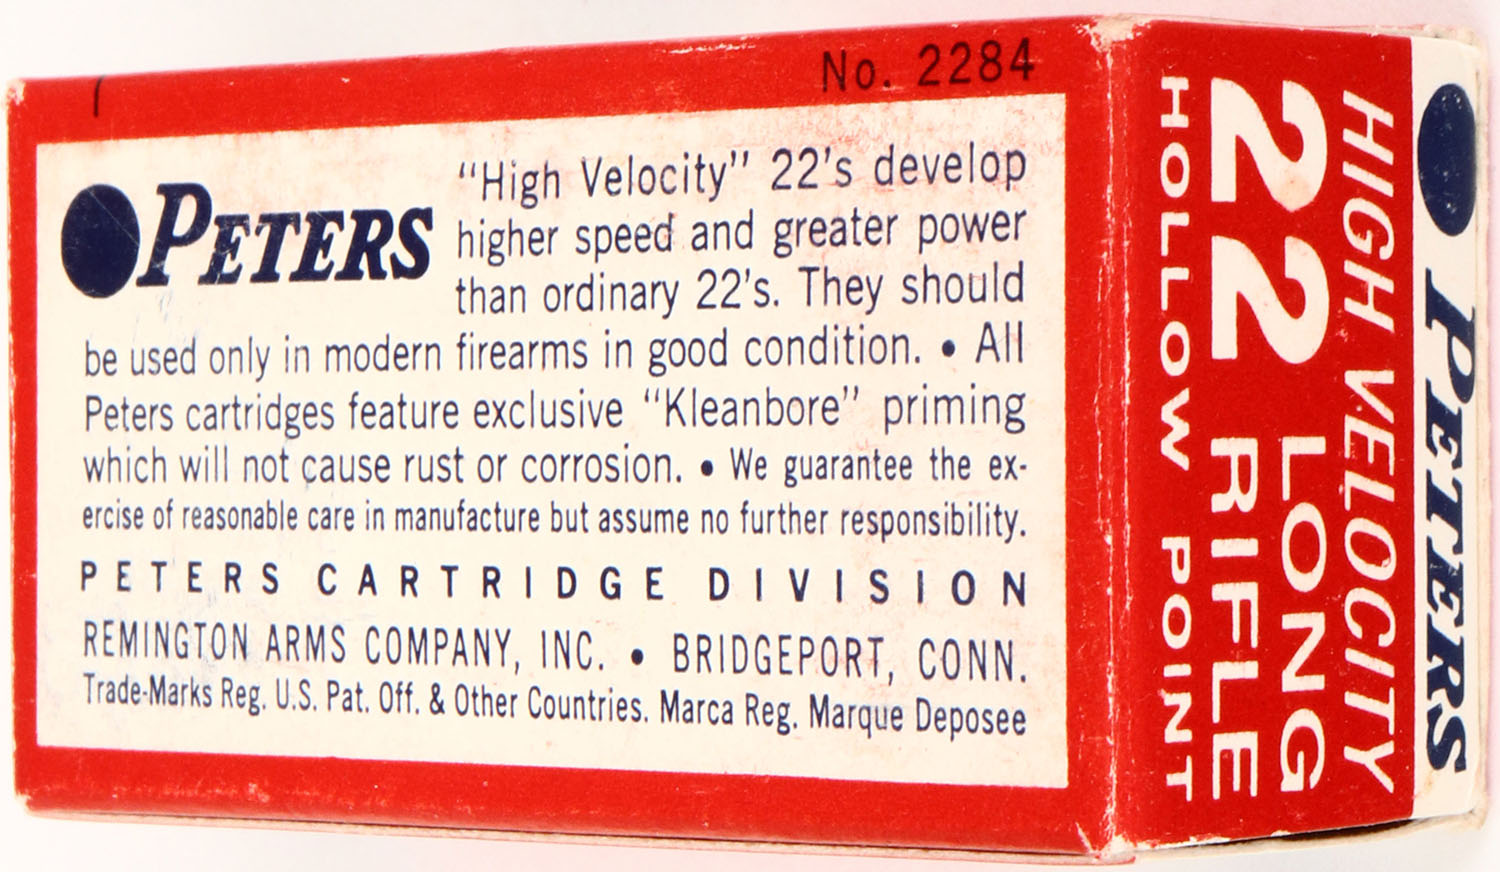 No. 2284
PETERS
"High Velocity" 22's develop
higher speed and greater power
than ordinary 22's. They should
be used only in modern firearms in good condition. • All
Peters cartridges feature exclusive "Kleanbore" priming
which will not cause rust or corrosion. • We guarantee the ex-
ercise of reasonable care in manufacture but assume no further responsibility.
PETERS CARTRIDGE DIVISION
REMINGTON ARMS COMPANY, INC. • BRIDGEPORT, CONN.
Trade-Marks Reg. U.S. Pat. Off. & Other Countries. Marca Reg. Marque Deposee
PETERS
HIGH VELOCITY
22 LONG
RIFLE
HOLLOW POINT